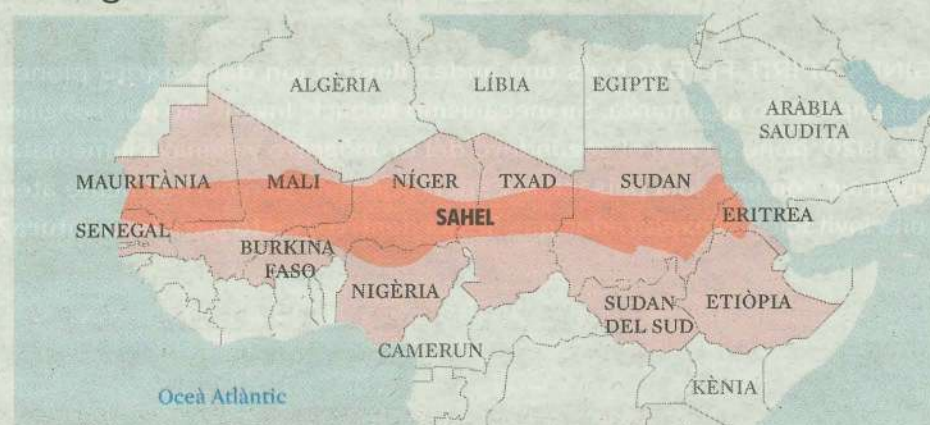 ALGÈRIA
LÍBIA
EGIPTE
ARÀBIA
SAUDITA
MAURITÀNIA
MALI
NÍGER
TXAD
SUDAN
SAHEL
ERITREA
SENEGAL
BURKINA
FASO
NIGÈRIA
SUDAN
DEL SUD
ETIÒPIA
CAMERUN
KÈNIA
Oceà Atlàntic